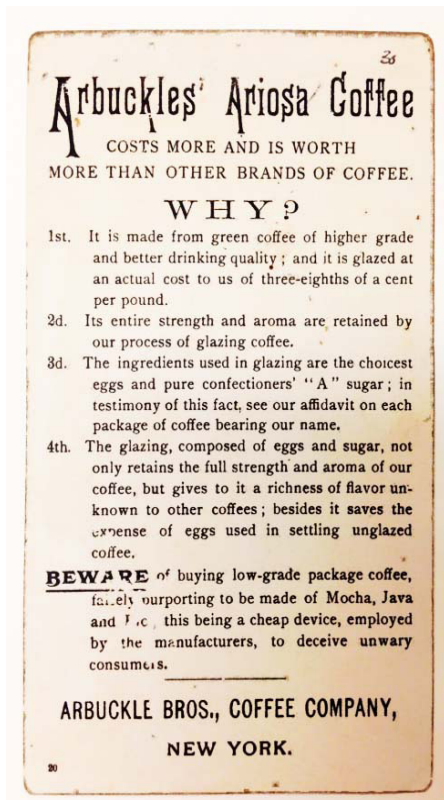 Arbuckles' Ariosa Coffee
COSTS MORE AND IS WORTH
MORE THAN OTHER BRANDS OF COFFEE.
WHY?
1st. It is made from green coffee of higher grade
and better drinking quality; and it is glazed at
an actual cost to us of three-eighths of a cent
per pound.
2d. Its entire strength and aroma are retained by
our process of glazing coffee.
3d. The ingredients used in glazing are the choicest
eggs and pure confectioners' "A" sugar; in
testimony of this fact, see our affidavit on each
package of coffee bearing our name.
4th. The glazing, composed of eggs and sugar, not
only retains the full strength and aroma of our
coffee, but gives to it a richness of flavor un-
known to other coffees; besides it saves the
expense of eggs used in settling unglazed
coffee.
BEWARE of buying low-grade package coffee,
falsely purporting to be made of Mocha, Java
and this being a cheap device, employed
by the manufacturers, to deceive unwary
consumers.
ARBUCKLE BROS., COFFEE COMPANY,
NEW YORK.
20